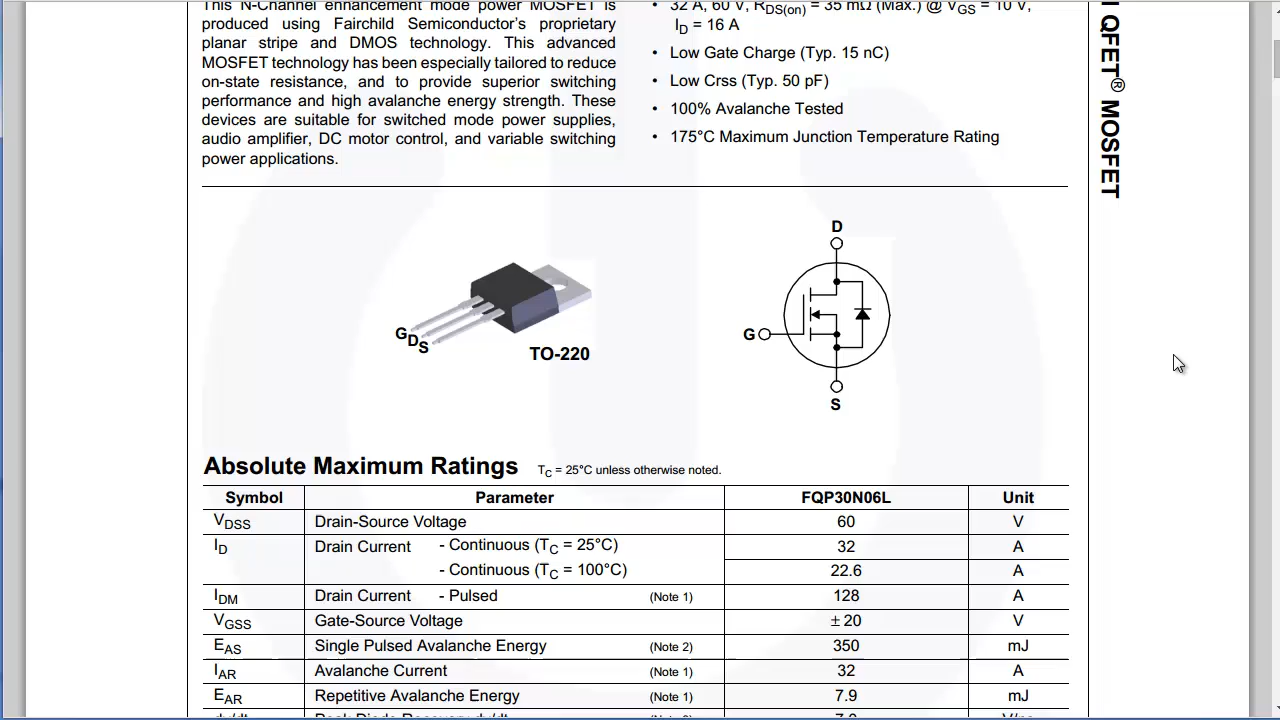 This N-Channel enhancement mode power MOSFET is
produced using Fairchild Semiconductor's proprietary
planar stripe and DMOS technology. This advanced
MOSFET technology has been especially tailored to reduce
on-state resistance, and to provide superior switching
performance and high avalanche energy strength. These
devices are suitable for switched mode power supplies,
audio amplifier, DC motor control, and variable switching
power applications.
• 32 A, 60 V, RDS(on) = 35 mΩ (Max.) @ VGS = 10 V,
ID = 16 A
• Low Gate Charge (Typ. 15 nC)
• Low Crss (Typ. 50 pF)
• 100% Avalanche Tested
• 175°C Maximum Junction Temperature Rating
QFET® MOSFET
G
D
S
TO-220
D
G
S
Absolute Maximum Ratings TC = 25°C unless otherwise noted.
Symbol Parameter FQP30N06L Unit
VDSS Drain-Source Voltage 60 V
ID Drain Current - Continuous (TC = 25°C) 32 A
- Continuous (TC = 100°C) 22.6 A
IDM Drain Current - Pulsed (Note 1) 128 A
VGSS Gate-Source Voltage ± 20 V
EAS Single Pulsed Avalanche Energy (Note 2) 350 mJ
IAR Avalanche Current (Note 1) 32 A
EAR Repetitive Avalanche Energy (Note 1) 7.9 mJ